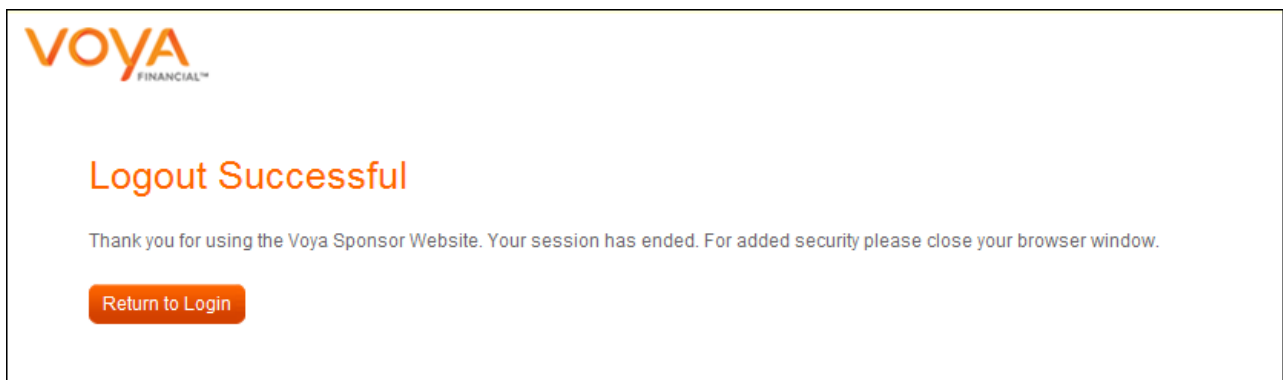 VOYA
FINANCIAL™
Logout Successful
Thank you for using the Voya Sponsor Website. Your session has ended. For added security please close your browser window.
Return to Login